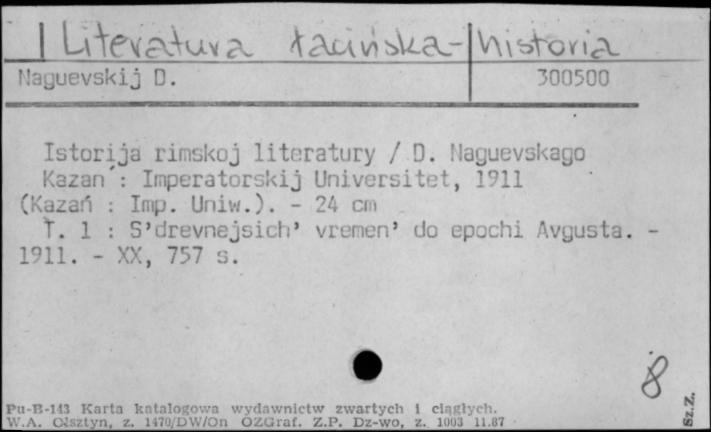 Literatura łacińska - historia
Naguevskij D. 300500
Istorija rimskoj literatury / D. Naguevskago
Kazan´ : Imperatorskij Universitet, 1911
(Kazań : Imp. Uniw.). - 24 cm
T. 1 : S'drevnejsich' vremen' do epochi Avgusta. -
1911. - XX, 757 s.
8
Sz.Z.
Pu-B-143 Karta katalogowa wydawnictw zwartych i ciągłych.
W.A. Olsztyn, z. 1470/DW/On OZGraf. Z.P. Dz-wo, z. 1003 11.87